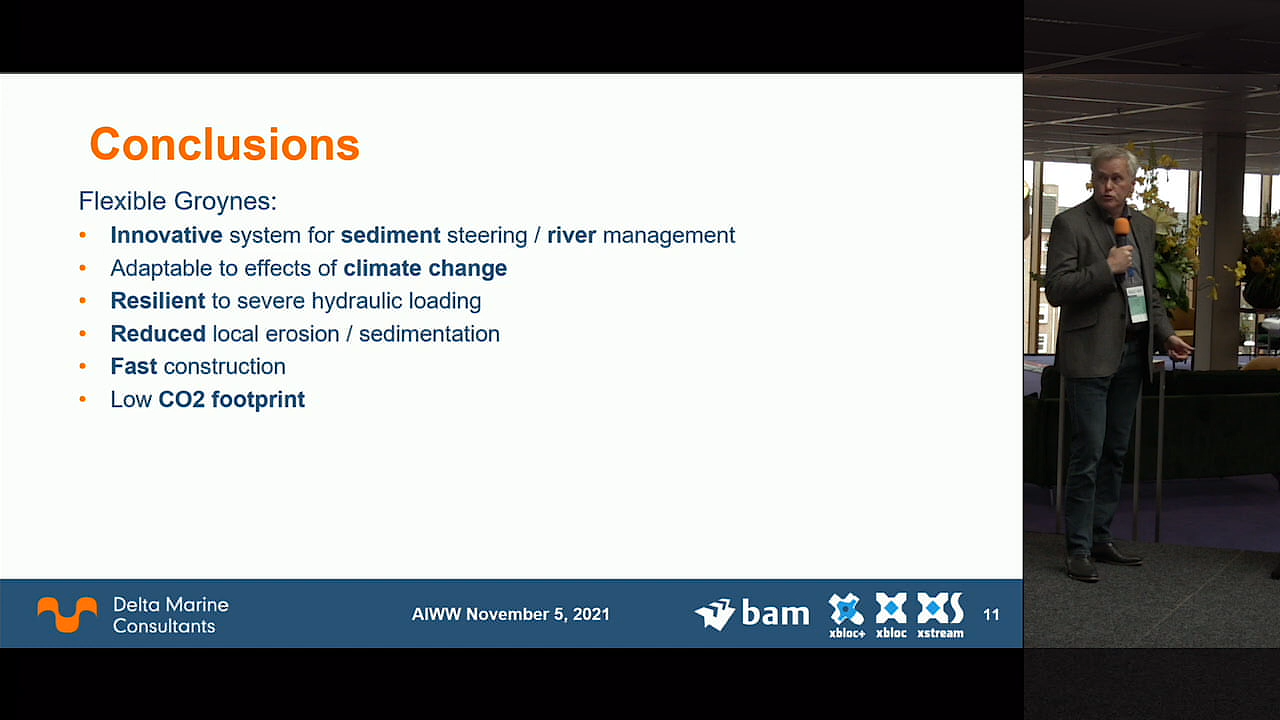 Conclusions
Flexible Groynes:
• Innovative system for sediment steering / river management
• Adaptable to effects of climate change
• Resilient to severe hydraulic loading
• Reduced local erosion / sedimentation
• Fast construction
• Low CO2 footprint
Delta Marine
Consultants
AIWW November 5, 2021
bam
xbloc+
xbloc
XS
xstream
11